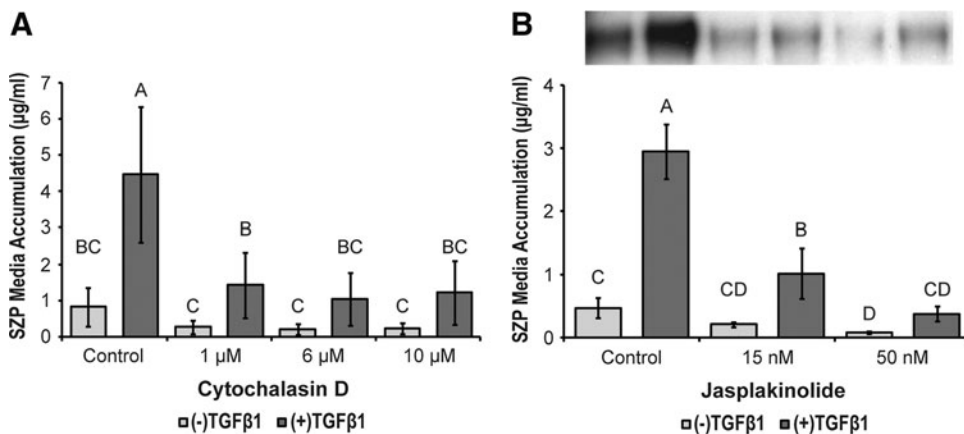 A
SZP Media Accumulation (µg/ml)
7
6
5
4
3
2
1
0
BC
A
C
B
C
BC
C
BC
Control
1 µM
6 µM
10 µM
Cytochalasin D
(-)TGFβ1 (+)TGFβ1
B
SZP Media Accumulation (µg/ml)
4
3
2
1
0
C
A
CD
B
D
CD
Control
15 nM
50 nM
Jasplakinolide
(-)TGFβ1 (+)TGFβ1